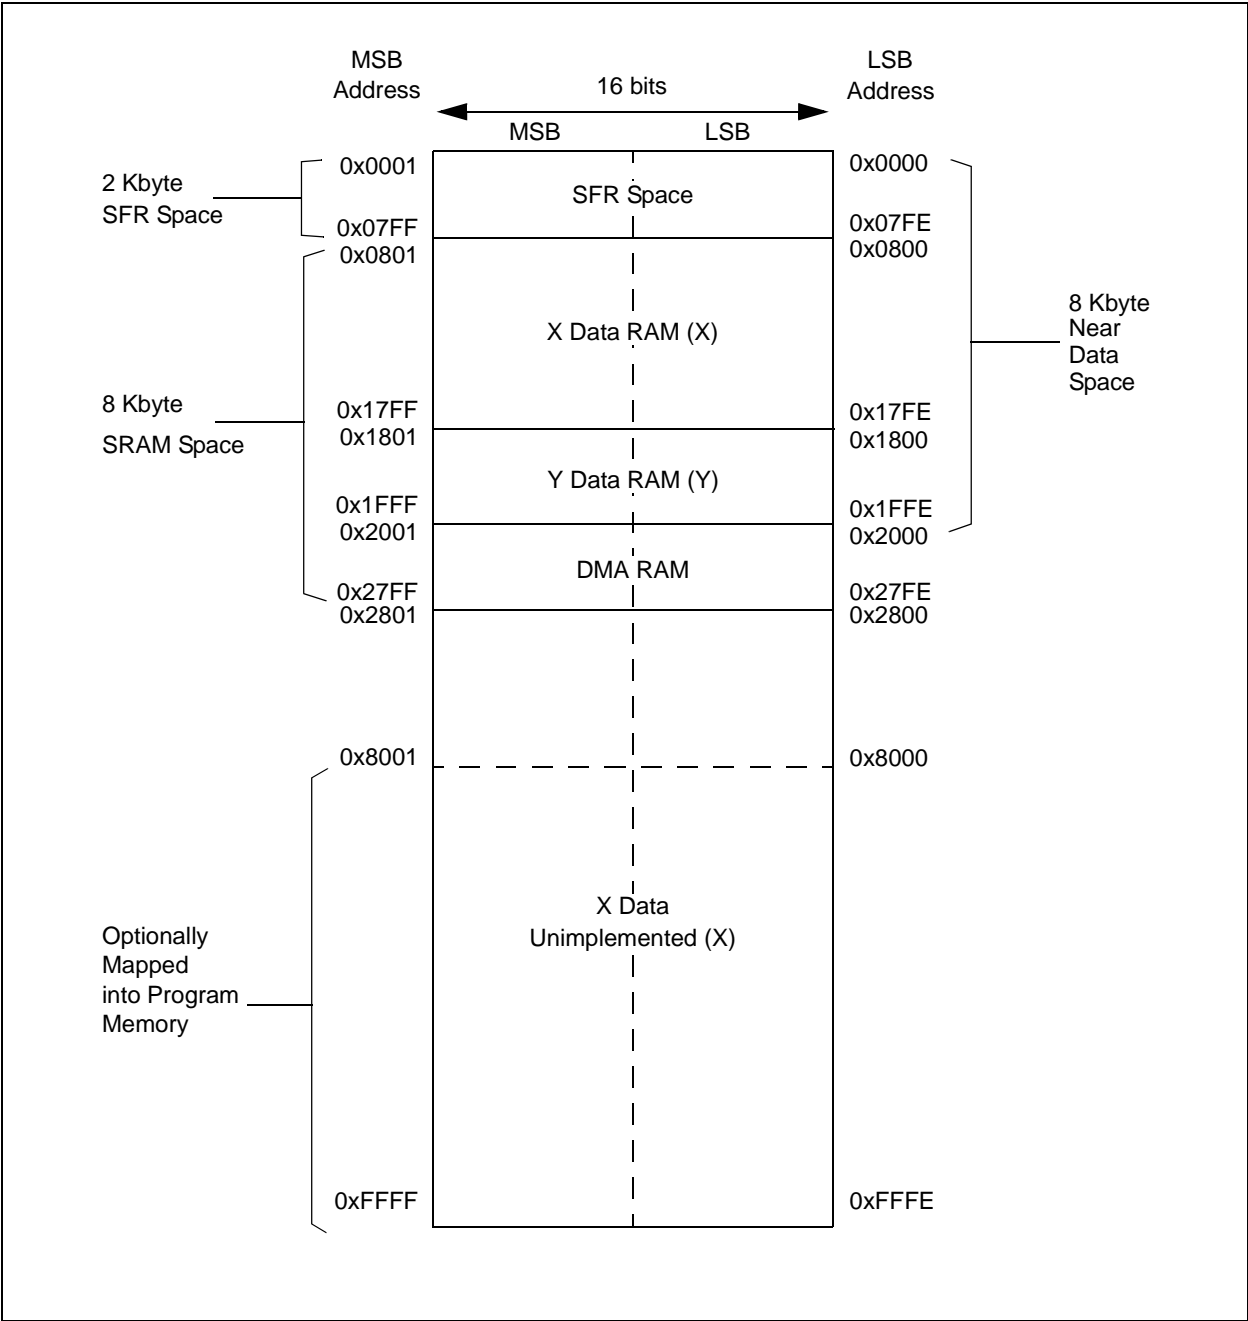 MSB
Address
LSB
Address
16 bits
MSB
LSB
0x0001
0x0000
2 Kbyte
SFR Space
SFR Space
0x07FF
0x07FE
0x0801
0x0800
X Data RAM (X)
8 Kbyte
Near
Data
Space
8 Kbyte
SRAM Space
0x17FF
0x17FE
0x1801
0x1800
Y Data RAM (Y)
0x1FFF
0x1FFE
0x2001
0x2000
DMA RAM
0x27FF
0x27FE
0x2801
0x2800
0x8001
0x8000
X Data
Unimplemented (X)
Optionally
Mapped
into Program
Memory
0xFFFF
0xFFFE